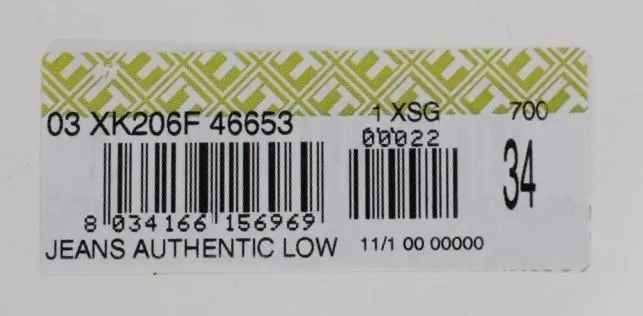 03 XK206F 46653 1 XSG 700
00022
34
8 034166 156969
JEANS AUTHENTIC LOW 11/1 00 00000